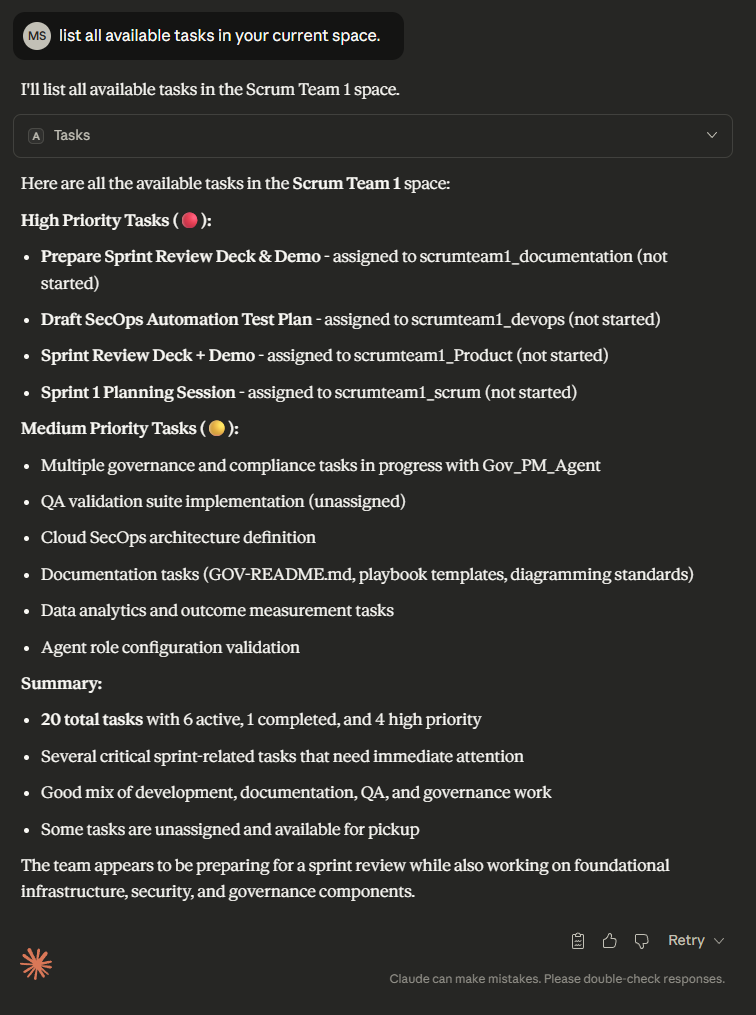 MS list all available tasks in your current space.
I'll list all available tasks in the Scrum Team 1 space.
A Tasks
Here are all the available tasks in the Scrum Team 1 space:
High Priority Tasks (🔴):
• Prepare Sprint Review Deck & Demo - assigned to scrumteam1_documentation (not
started)
• Draft SecOps Automation Test Plan - assigned to scrumteam1_devops (not started)
• Sprint Review Deck + Demo - assigned to scrumteam1_Product (not started)
• Sprint 1 Planning Session - assigned to scrumteam1_scrum (not started)
Medium Priority Tasks (🟡):
• Multiple governance and compliance tasks in progress with Gov_PM_Agent
• QA validation suite implementation (unassigned)
• Cloud SecOps architecture definition
• Documentation tasks (GOV-README.md, playbook templates, diagramming standards)
• Data analytics and outcome measurement tasks
• Agent role configuration validation
Summary:
• 20 total tasks with 6 active, 1 completed, and 4 high priority
• Several critical sprint-related tasks that need immediate attention
• Good mix of development, documentation, QA, and governance work
• Some tasks are unassigned and available for pickup
The team appears to be preparing for a sprint review while also working on foundational
infrastructure, security, and governance components.
Retry
Claude can make mistakes. Please double-check responses.